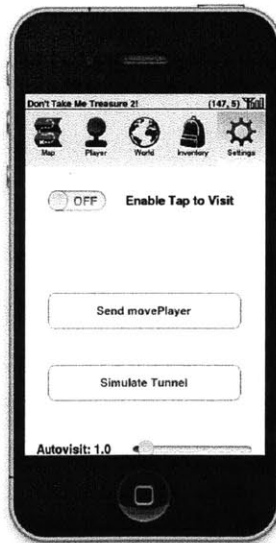 Don't Take Me Treasure 2! (147, 5)
Map Player World Inventory Settings
OFF Enable Tap to Visit
Send movePlayer
Simulate Tunnel
Autovisit: 1.0